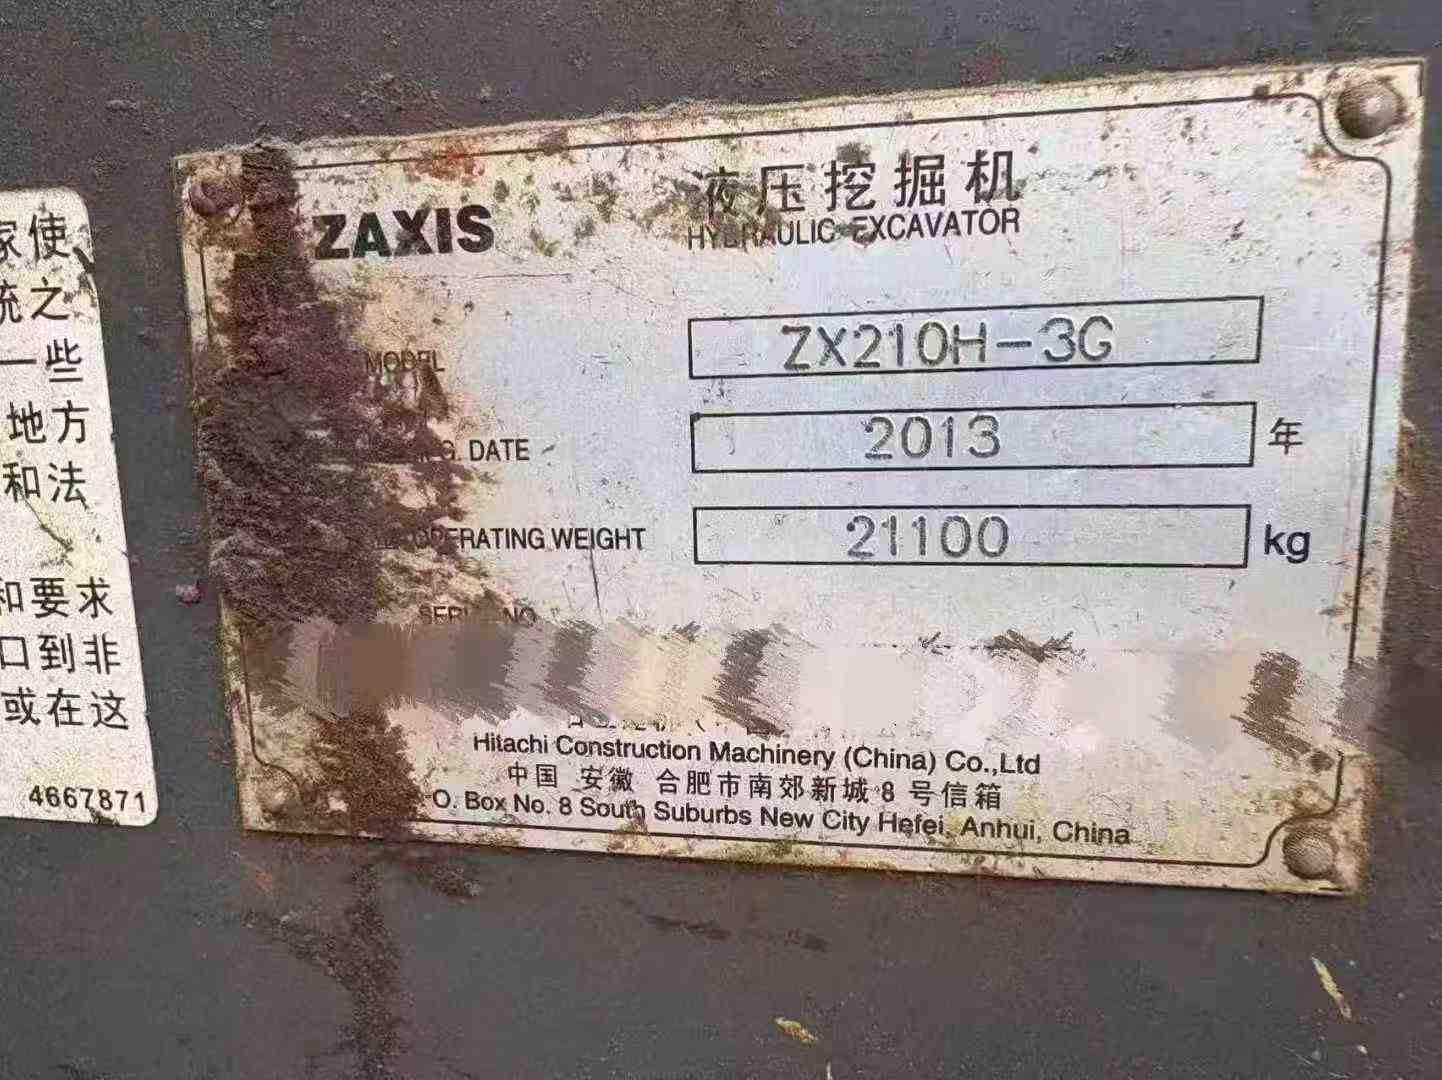 家使
统之
一些
地方
和法
和要求
口到非
或在这
4667871
ZAXIS
液压挖掘机
HYDRAULIC EXCAVATOR
MODEL ZX210H-3G
DATE 2013 年
OPERATING WEIGHT 21100 kg
Hitachi Construction Machinery (China) Co.,Ltd
中国 安徽 合肥市南郊新城 8 号信箱
O. Box No. 8 South Suburbs New City Hefei, Anhui, China